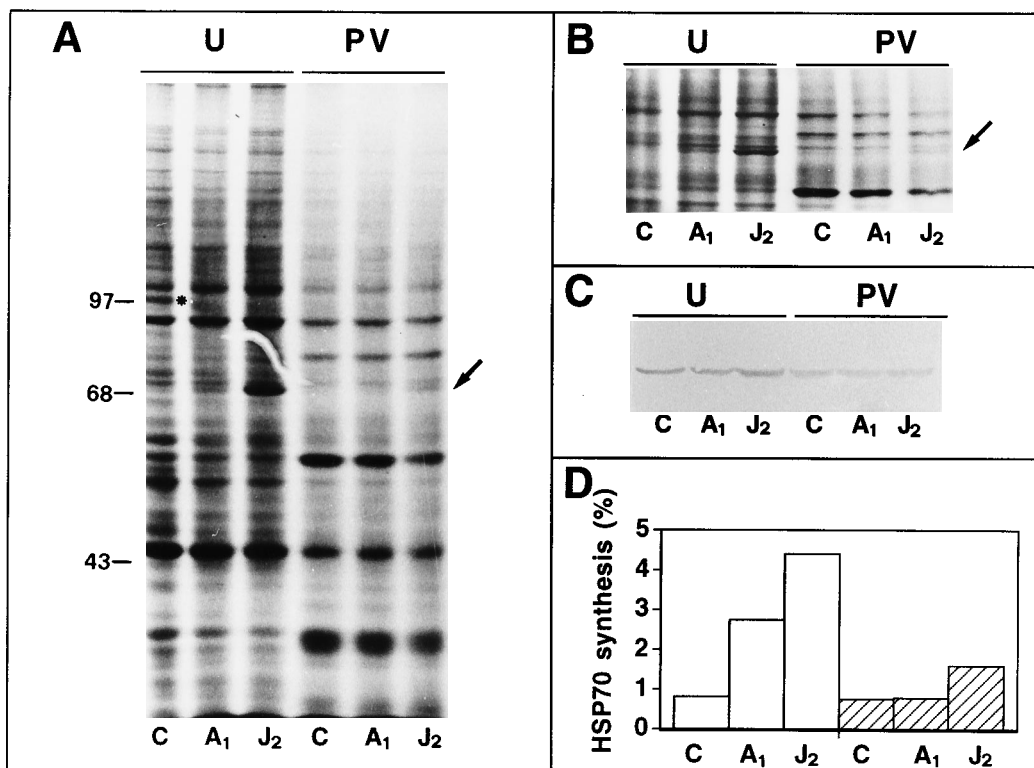 A
U PV
97—
*
68—
43—
C A₁ J₂ C A₁ J₂
B
U PV
C A₁ J₂ C A₁ J₂
C
U PV
C A₁ J₂ C A₁ J₂
D
HSP70 synthesis (%)
5
4
3
2
1
0
C A₁ J₂ C A₁ J₂